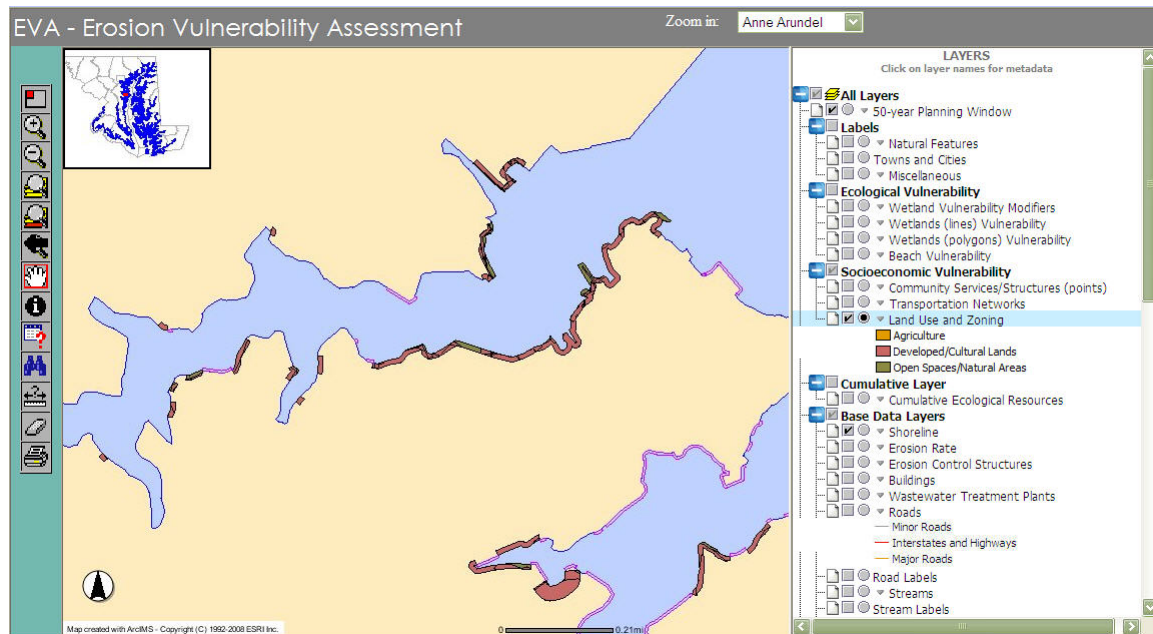 EVA - Erosion Vulnerability Assessment
Zoom in:
Anne Arundel
LAYERS
Click on layer names for metadata
All Layers
50-year Planning Window
Labels
Natural Features
Towns and Cities
Miscellaneous
Ecological Vulnerability
Wetland Vulnerability Modifiers
Wetlands (lines) Vulnerability
Wetlands (polygons) Vulnerability
Beach Vulnerability
Socioeconomic Vulnerability
Community Services/Structures (points)
Transportation Networks
Land Use and Zoning
Agriculture
Developed/Cultural Lands
Open Spaces/Natural Areas
Cumulative Layer
Cumulative Ecological Resources
Base Data Layers
Shoreline
Erosion Rate
Erosion Control Structures
Buildings
Wastewater Treatment Plants
Roads
Minor Roads
Interstates and Highways
Major Roads
Road Labels
Streams
Stream Labels
Map created with ArcIMS - Copyright (C) 1992-2008 ESRI Inc.
0 0.21mi